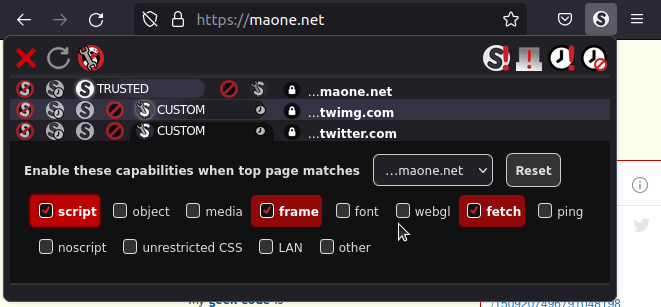 https://maone.net
TRUSTED ...maone.net
CUSTOM ...twimg.com
CUSTOM ...twitter.com
Enable these capabilities when top page matches ...maone.net Reset
script object media frame font webgl fetch ping
noscript unrestricted CSS LAN other
my geek code is
/1509207496791048198